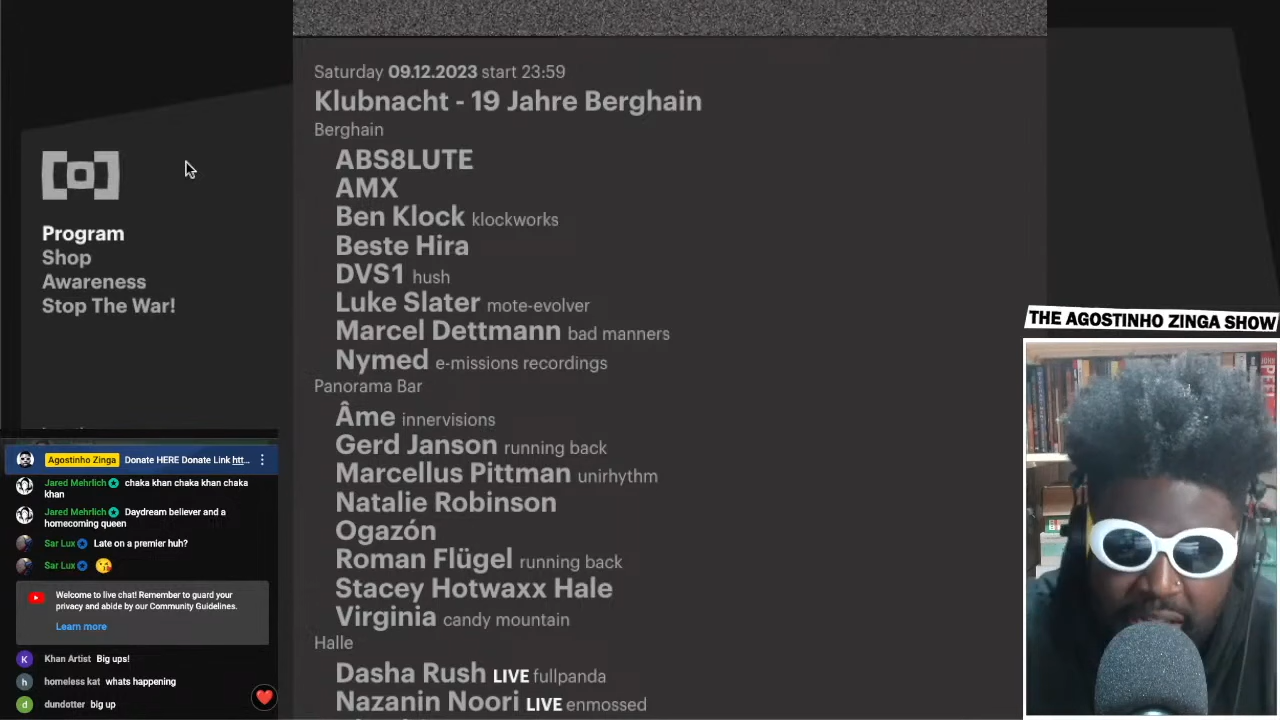 Saturday 09.12.2023 start 23:59
Klubnacht - 19 Jahre Berghain
Berghain
ABS8LUTE
AMX
Ben Klock klockworks
Beste Hira
DVS1 hush
Luke Slater mote-evolver
Marcel Dettmann bad manners
Nymed e-missions recordings
Panorama Bar
Âme innervisions
Gerd Janson running back
Marcellus Pittman unirhythm
Natalie Robinson
Ogazón
Roman Flügel running back
Stacey Hotwaxx Hale
Virginia candy mountain
Halle
Dasha Rush LIVE fullpanda
Nazanin Noori LIVE enmossed
Program
Shop
Awareness
Stop The War!
Agostinho Zinga Donate HERE Donate Link htt...
Jared Mehrlich chaka khan chaka khan chaka
khan
Jared Mehrlich Daydream believer and a
homecoming queen
Sar Lux Late on a premier huh?
Sar Lux
Welcome to live chat! Remember to guard your
privacy and abide by our Community Guidelines.
Learn more
K Khan Artist Big ups!
h homeless kat whats happening
d dundotter big up
THE AGOSTINHO ZINGA SHOW
JOHN PEEL